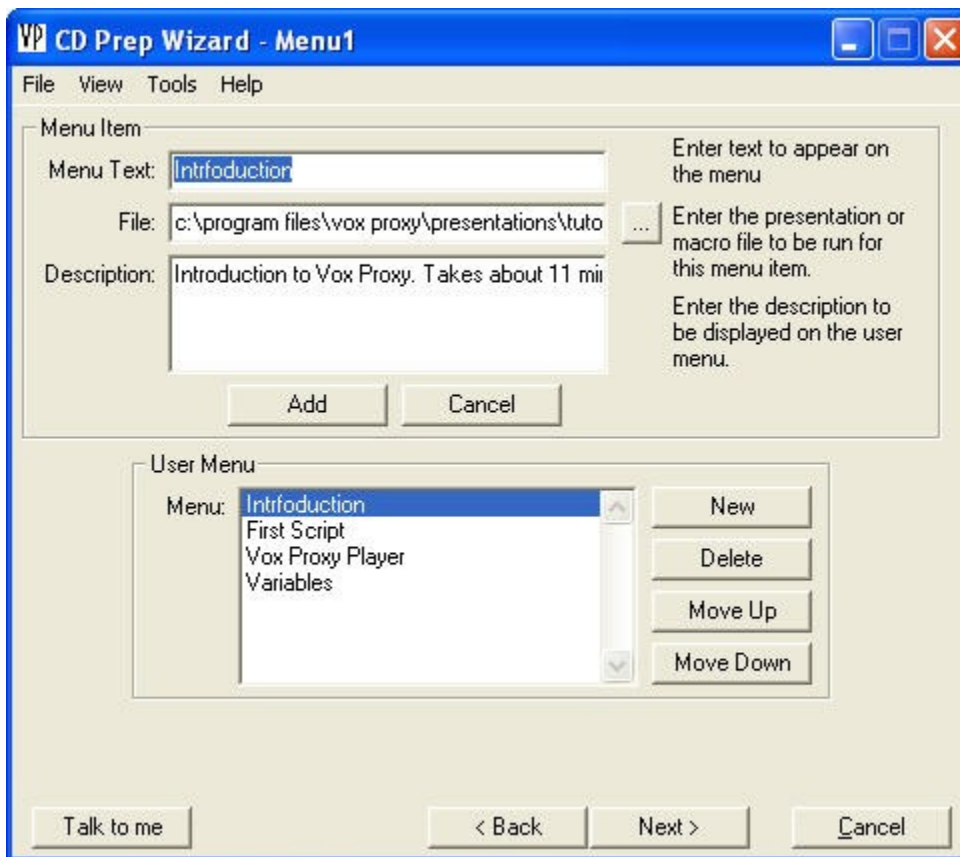 VP CD Prep Wizard - Menu1
File View Tools Help
Menu Item
Menu Text: Intrfoduction
Enter text to appear on
the menu
File: c:\program files\vox proxy\presentations\tuto ...
Enter the presentation or
macro file to be run for
this menu item.
Description: Introduction to Vox Proxy. Takes about 11 min
Enter the description to
be displayed on the user
menu.
Add Cancel
User Menu
Menu: Intrfoduction
First Script
Vox Proxy Player
Variables
New
Delete
Move Up
Move Down
Talk to me < Back Next > Cancel